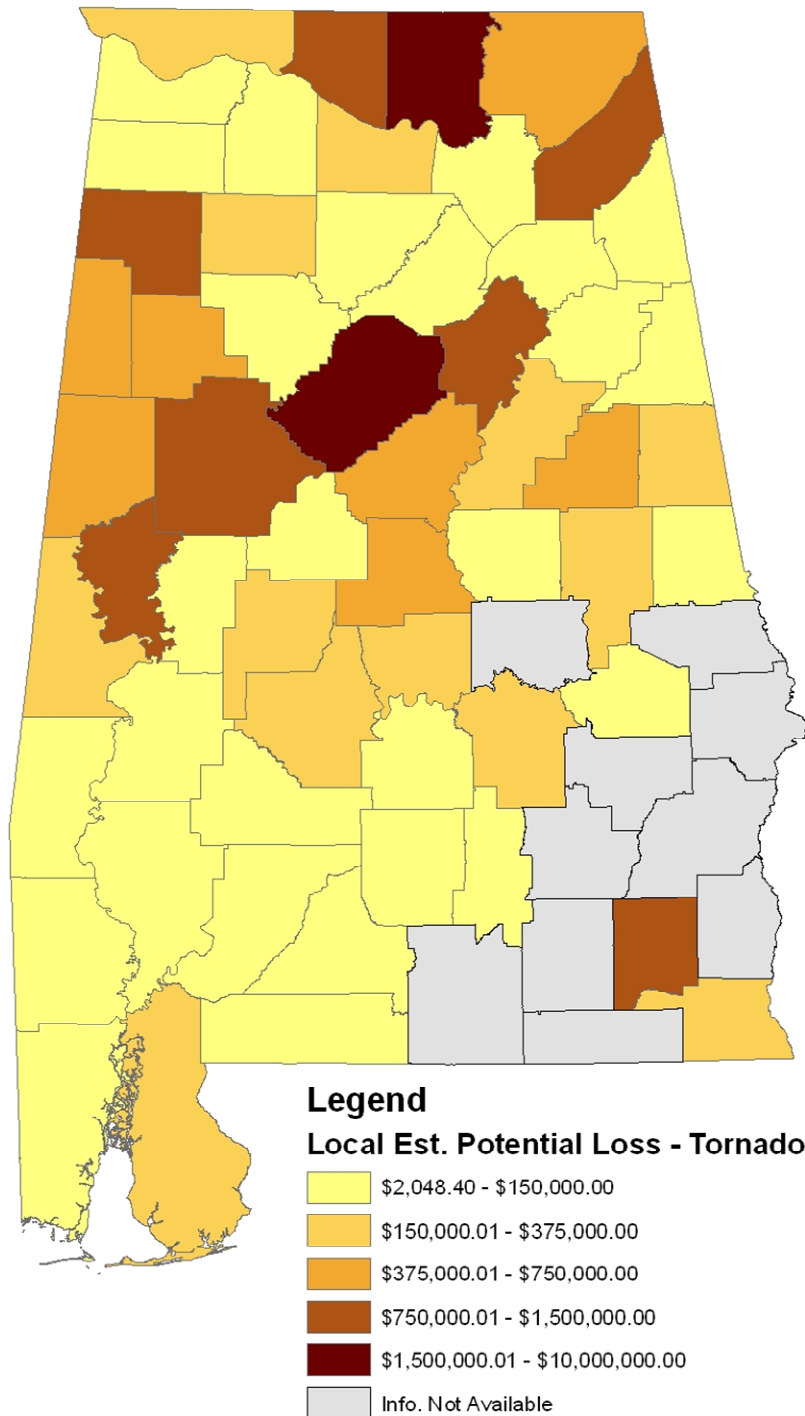 Legend
Local Est. Potential Loss - Tornado
$2,048.40 - $150,000.00
$150,000.01 - $375,000.00
$375,000.01 - $750,000.00
$750,000.01 - $1,500,000.00
$1,500,000.01 - $10,000,000.00
Info. Not Available